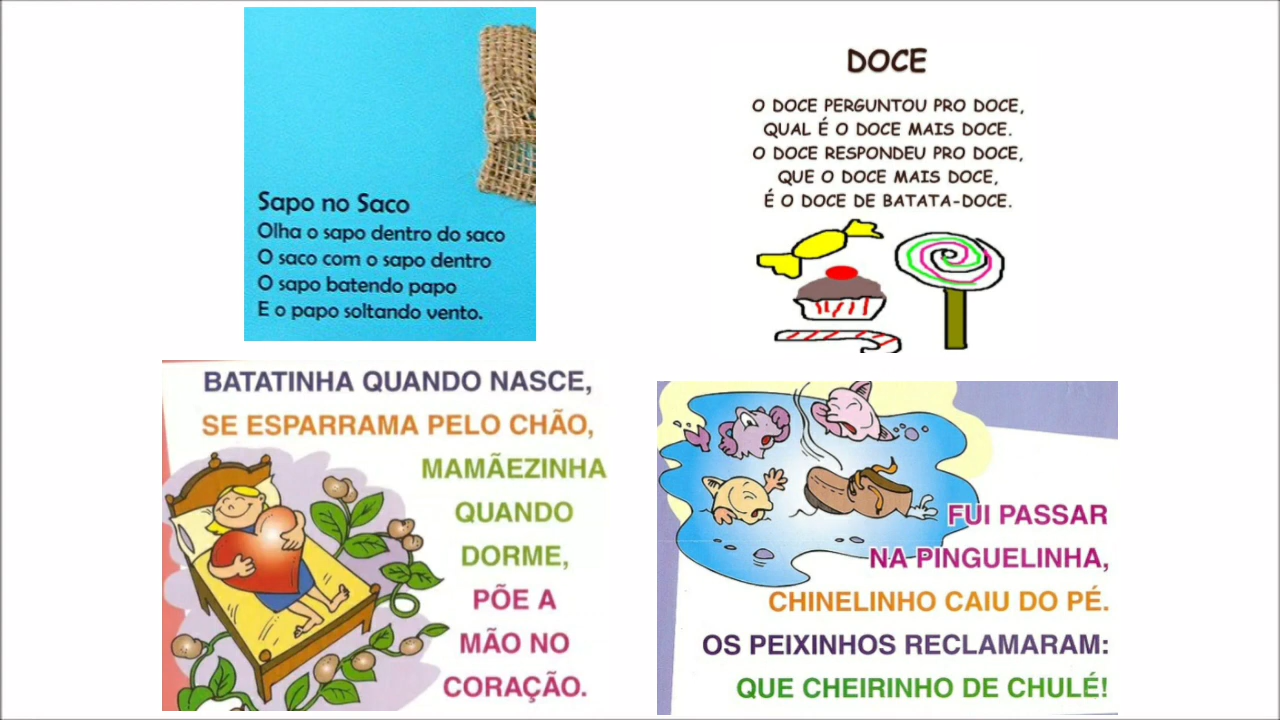 Sapo no Saco
Olha o sapo dentro do saco
O saco com o sapo dentro
O sapo batendo papo
E o papo soltando vento.
DOCE
O DOCE PERGUNTOU PRO DOCE,
QUAL É O DOCE MAIS DOCE.
O DOCE RESPONDEU PRO DOCE,
QUE O DOCE MAIS DOCE,
É O DOCE DE BATATA-DOCE.
BATATINHA QUANDO NASCE,
SE ESPARRAMA PELO CHÃO,
MAMÃEZINHA
QUANDO
DORME,
PÕE A
MÃO NO
CORAÇÃO.
FUI PASSAR
NA PINGUELINHA,
CHINELINHO CAIU DO PÉ.
OS PEIXINHOS RECLAMARAM:
QUE CHEIRINHO DE CHULÉ!